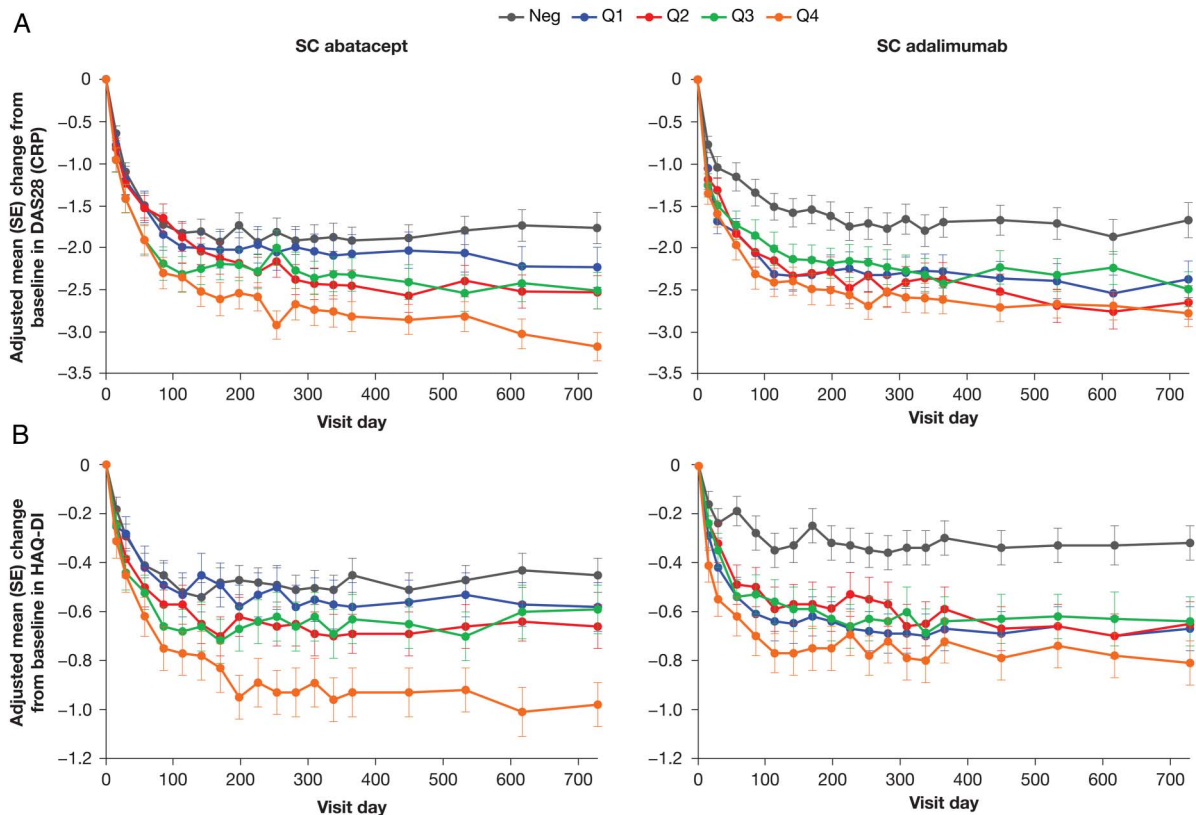 Neg Q1 Q2 Q3 Q4
A
SC abatacept
SC adalimumab
Adjusted mean (SE) change from
baseline in DAS28 (CRP)
0
−0.5
−1.0
−1.5
−2.0
−2.5
−3.0
−3.5
0 100 200 300 400 500 600 700
Visit day
0
−0.5
−1.0
−1.5
−2.0
−2.5
−3.0
−3.5
0 100 200 300 400 500 600 700
Visit day
B
Adjusted mean (SE) change
from baseline in HAQ-DI
0
−0.2
−0.4
−0.6
−0.8
−1.0
−1.2
0 100 200 300 400 500 600 700
Visit day
0
−0.2
−0.4
−0.6
−0.8
−1.0
−1.2
0 100 200 300 400 500 600 700
Visit day